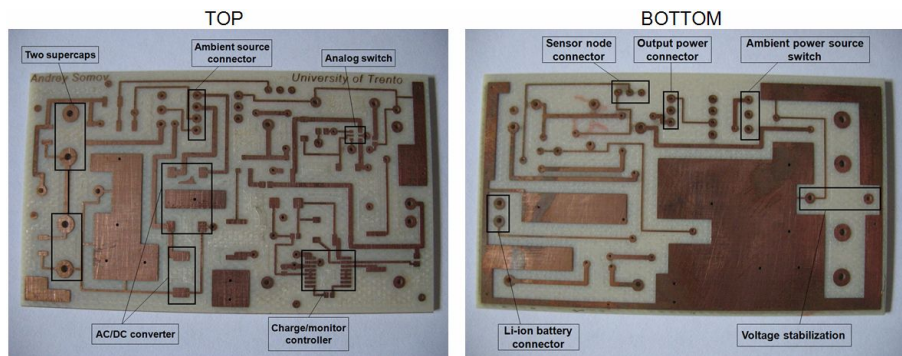 TOP
BOTTOM
Two supercaps
Ambient source
connector
Analog switch
Sensor node
connector
Output power
connector
Ambient power source
switch
Andrey Somov
University of Trento
AC/DC converter
Charge/monitor
controller
Li-ion battery
connector
Voltage stabilization